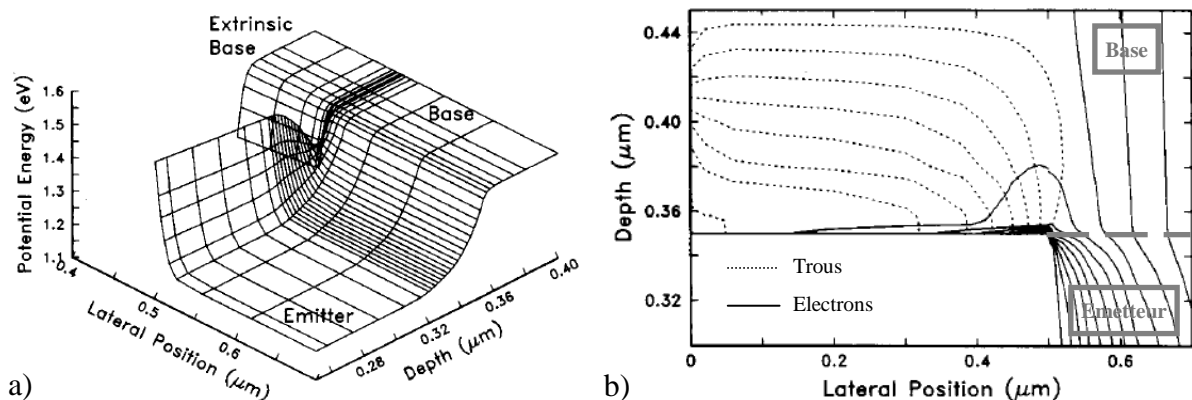 Extrinsic
Base
Base
Emitter
Potential Energy (eV)
1.6
1.5
1.4
1.3
1.2
1.1
0.4
0.5
0.6
Lateral Position (μm)
0.28
0.32
0.36
0.40
Depth (μm)
a)
0.44
0.40
0.36
0.32
Depth (μm)
Base
Trous
Electrons
Emetteur
0
0.2
0.4
0.6
Lateral Position (μm)
b)